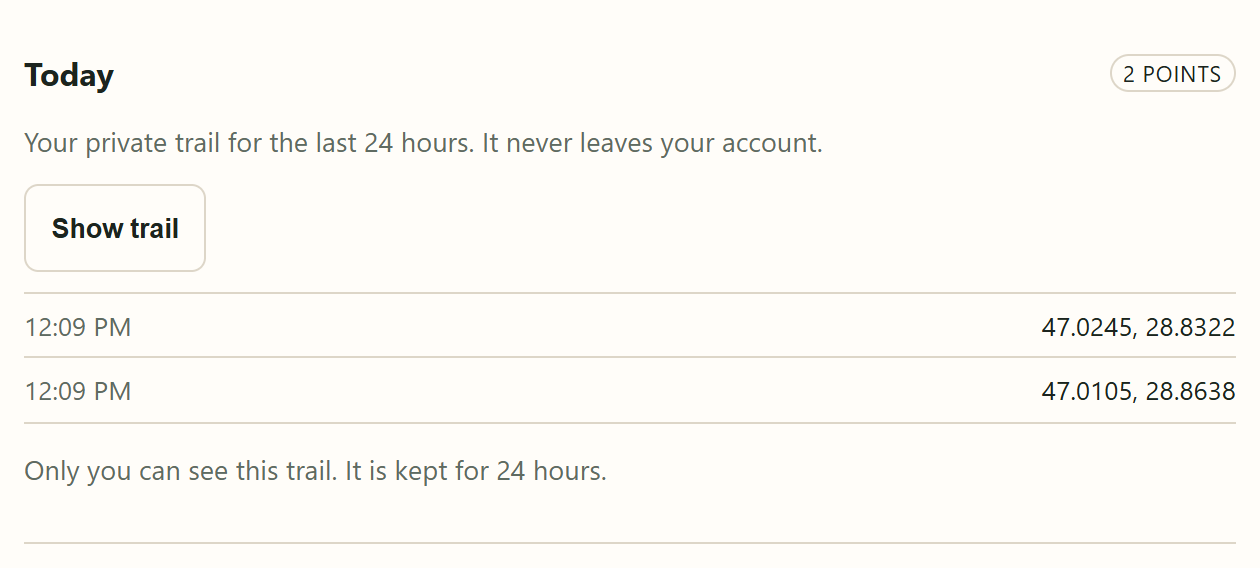 Today
2 POINTS
Your private trail for the last 24 hours. It never leaves your account.
Show trail
12:09 PM 47.0245, 28.8322
12:09 PM 47.0105, 28.8638
Only you can see this trail. It is kept for 24 hours.